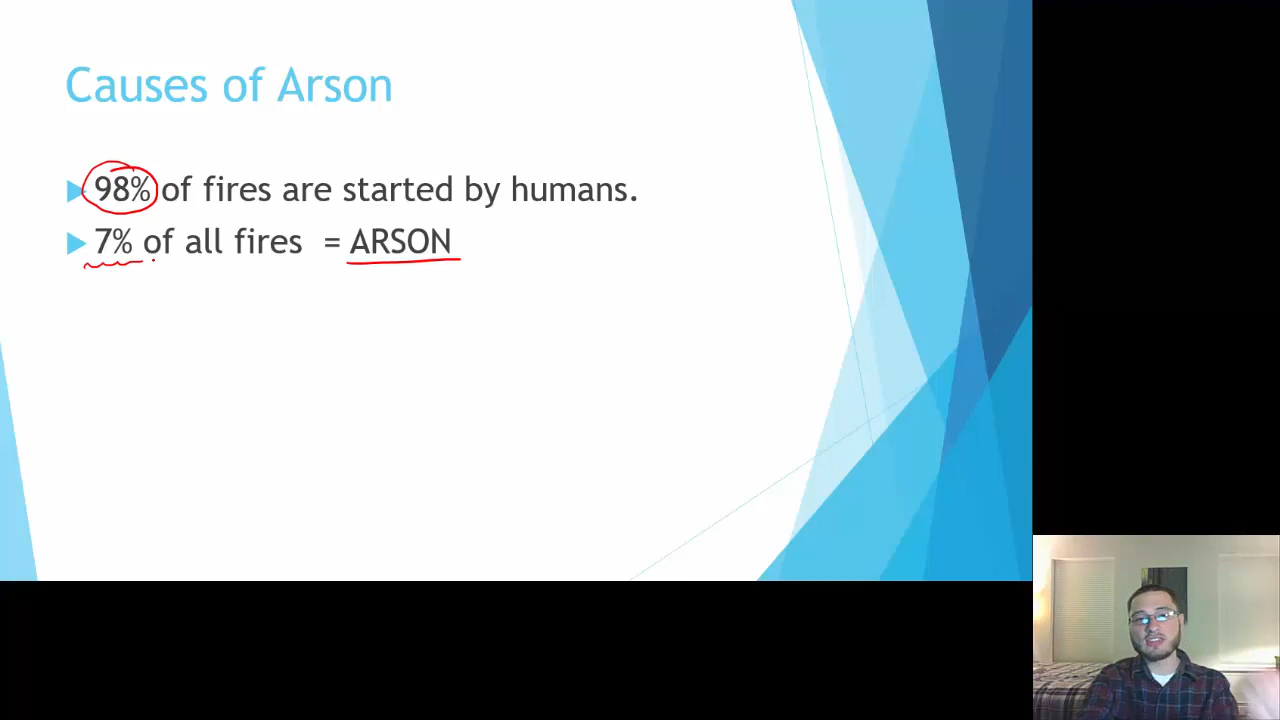 Causes of Arson
98% of fires are started by humans.
7% of all fires = ARSON